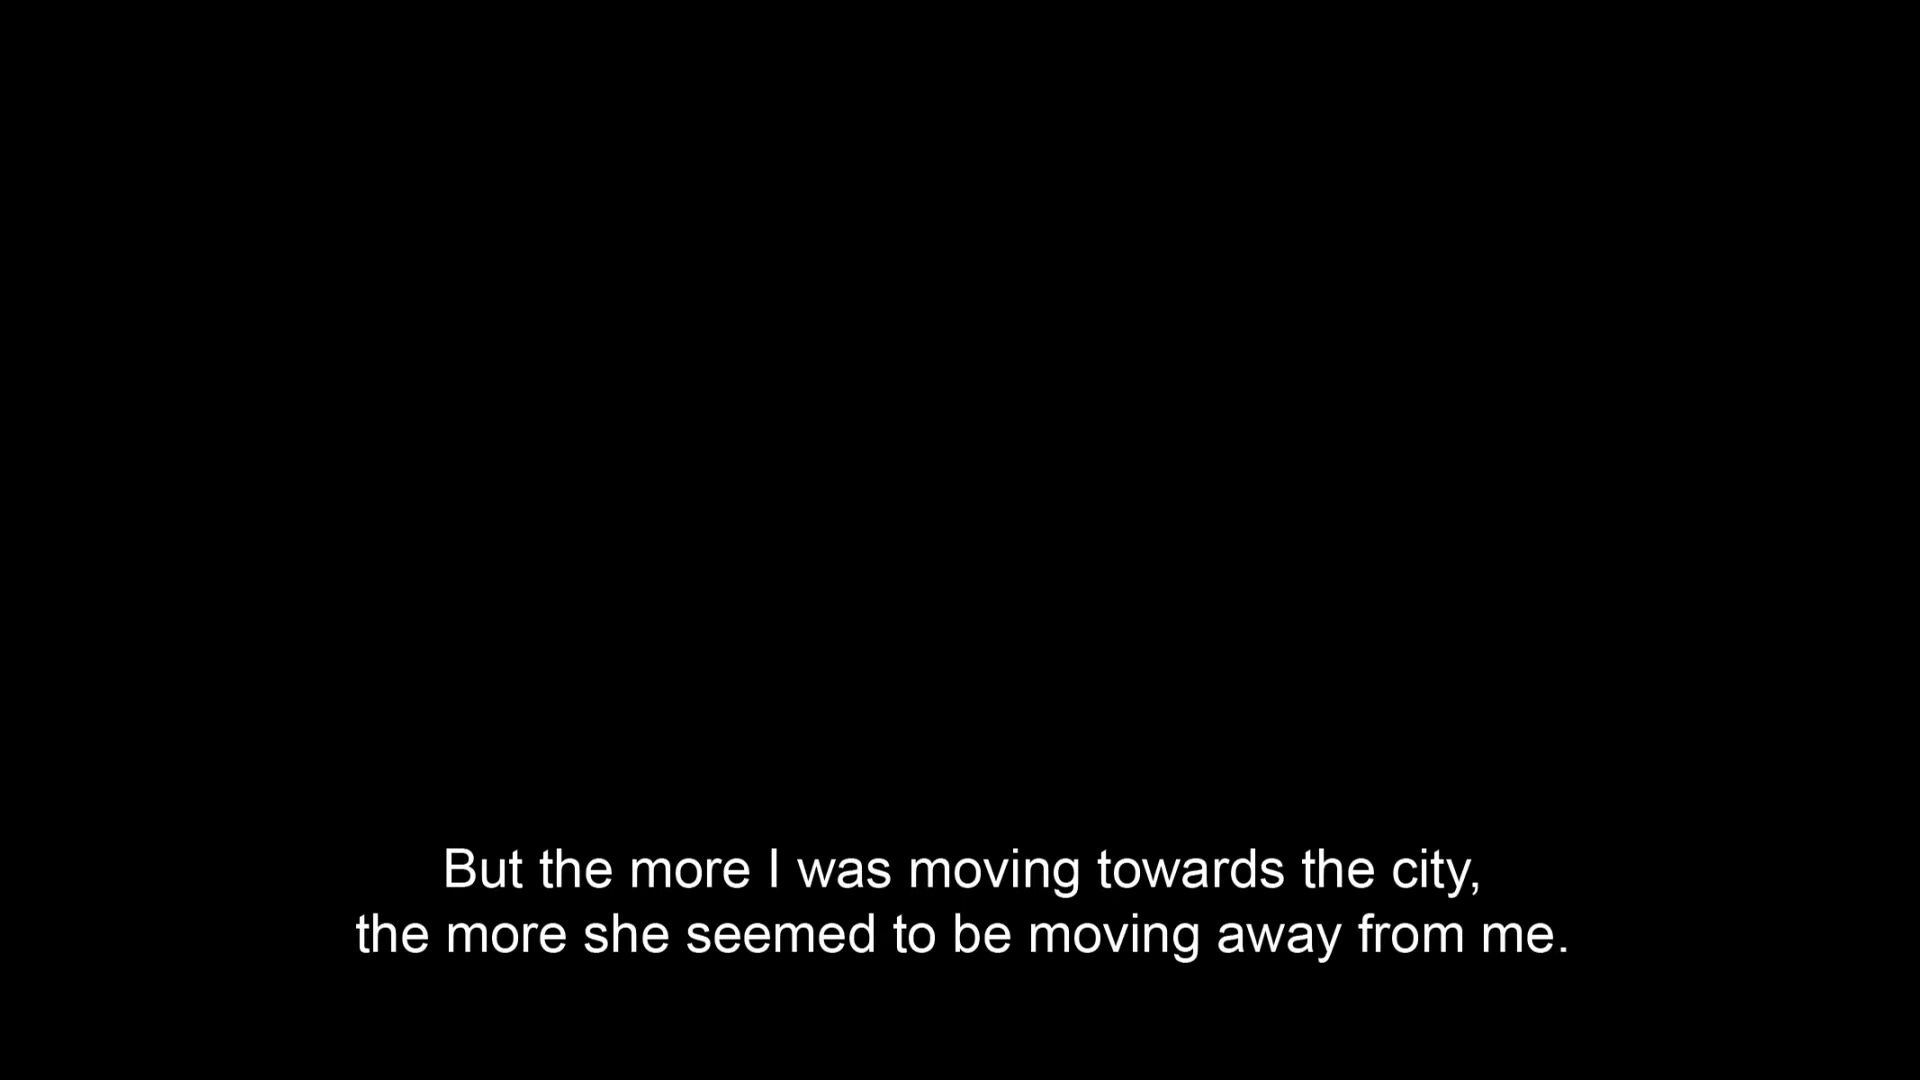 But the more I was moving towards the city,
the more she seemed to be moving away from me.